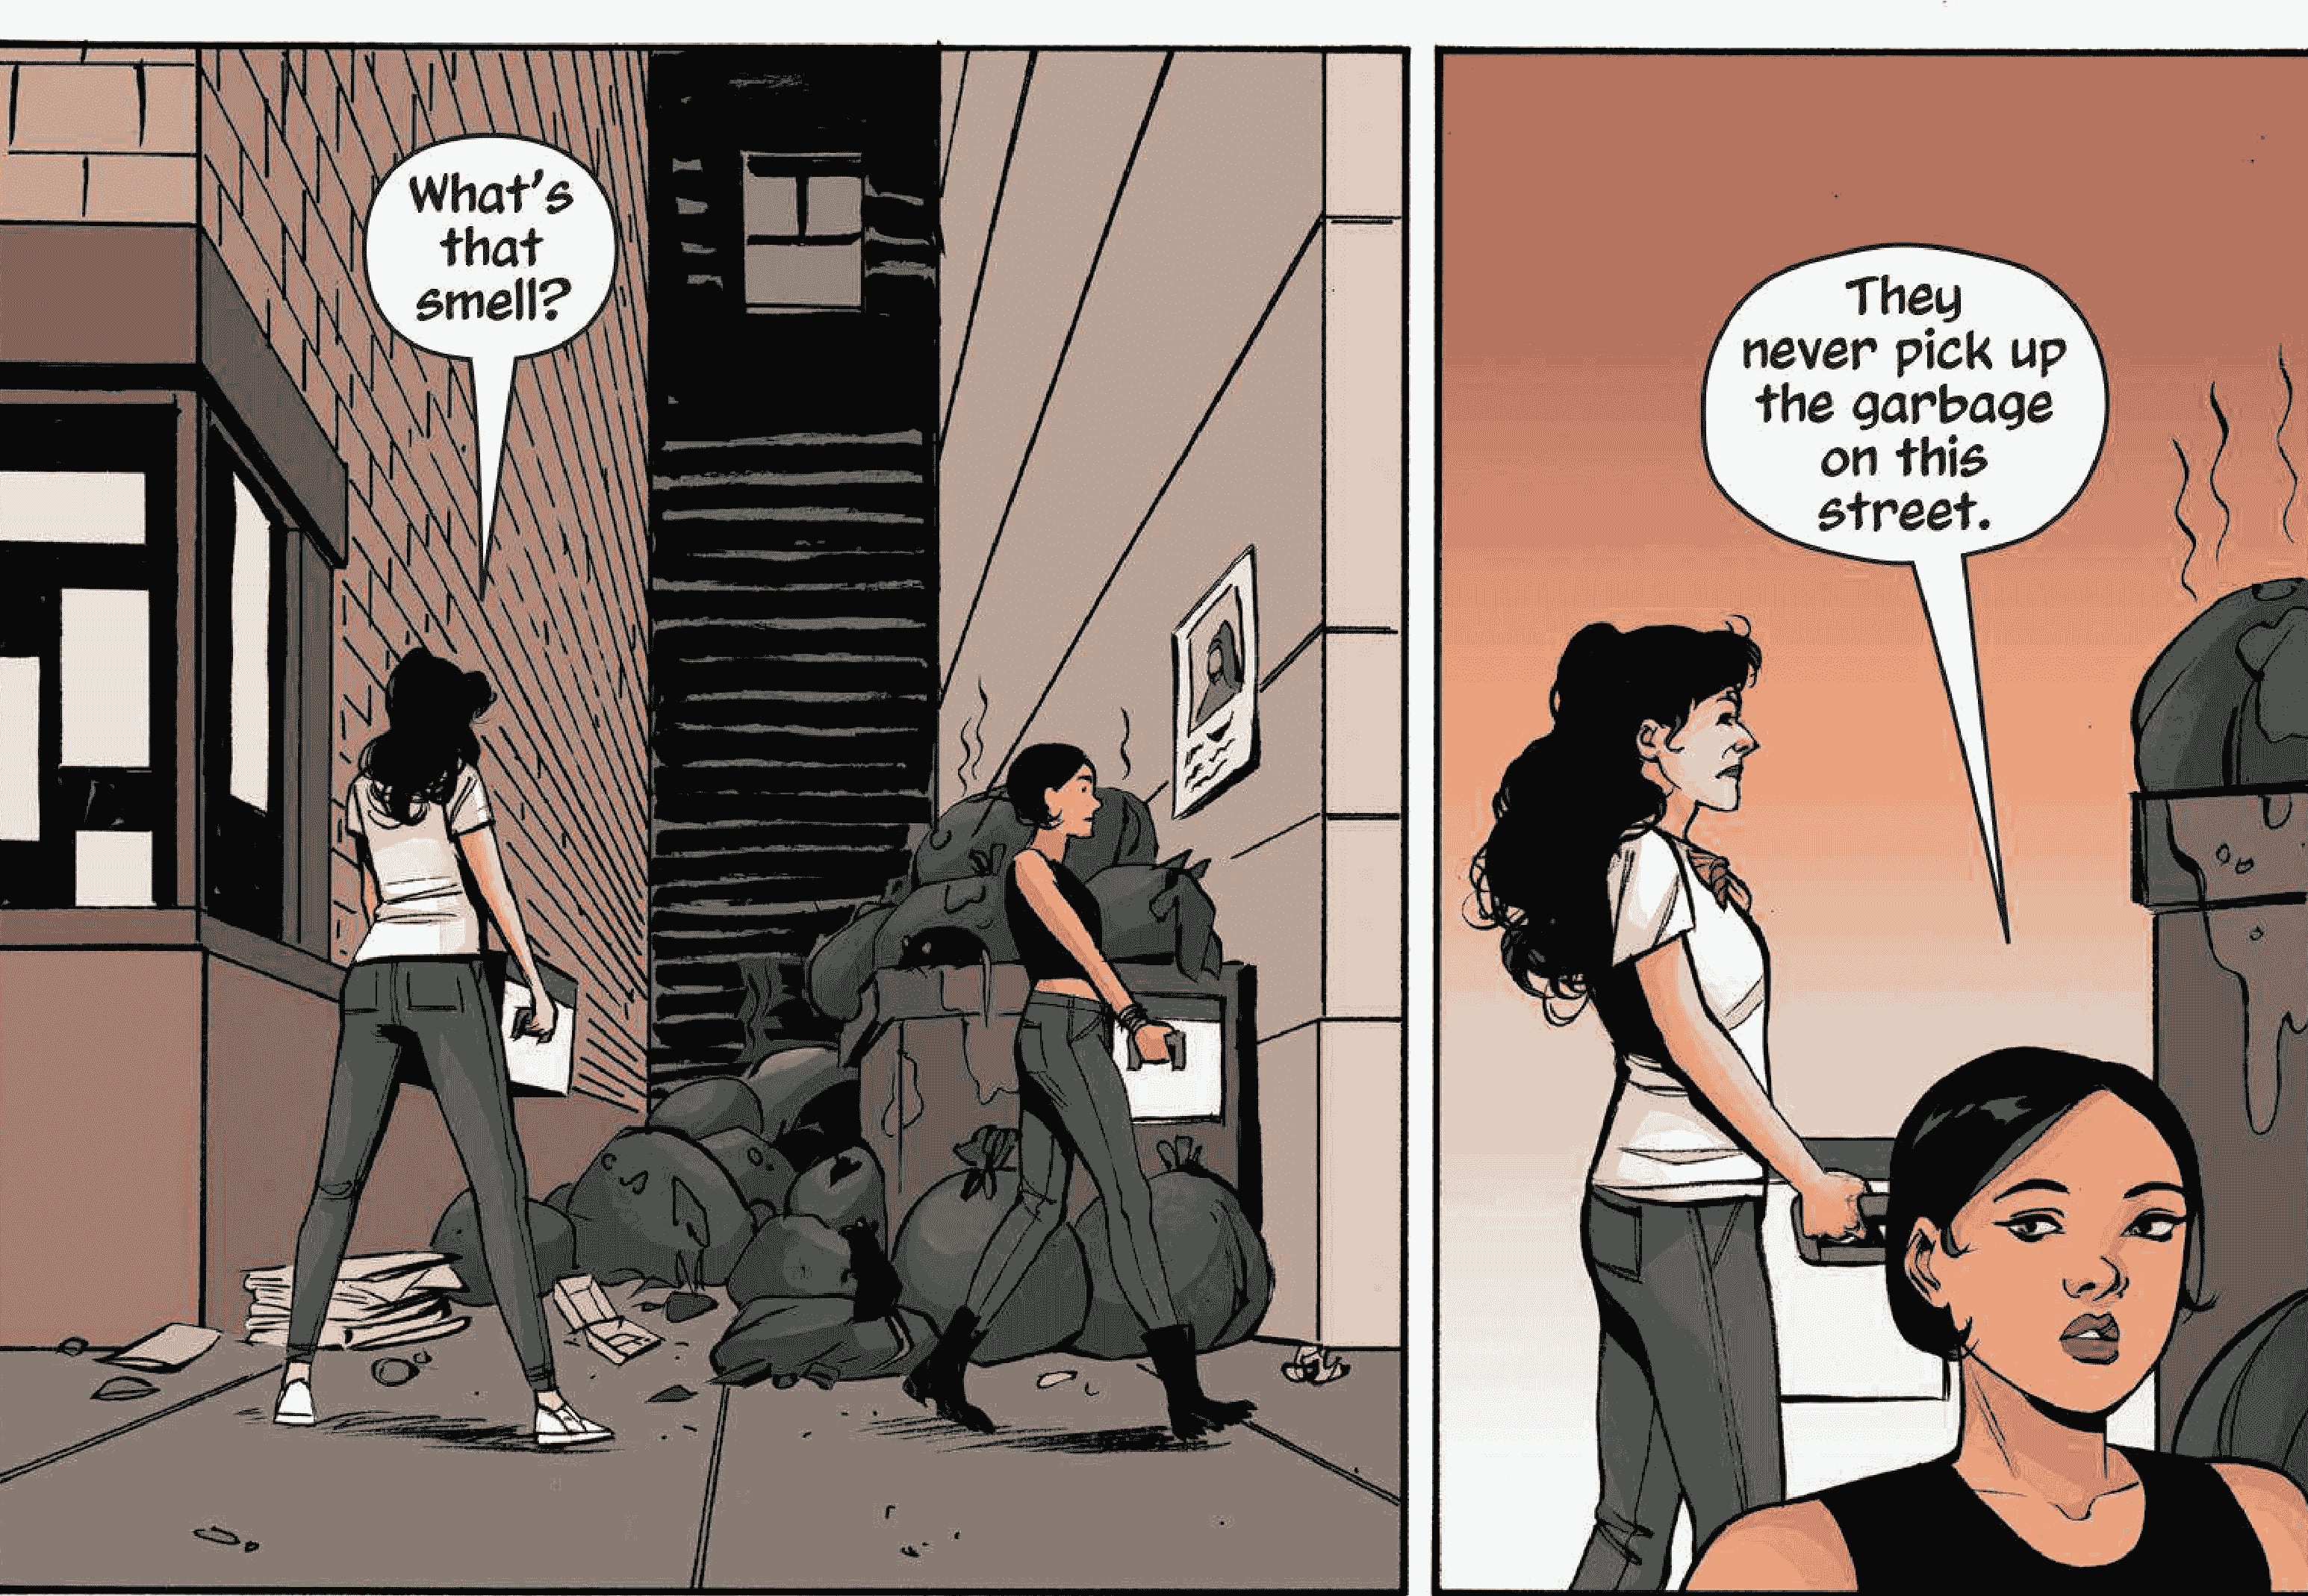 What's
that
smell?
They
never pick up
the garbage
on this
street.